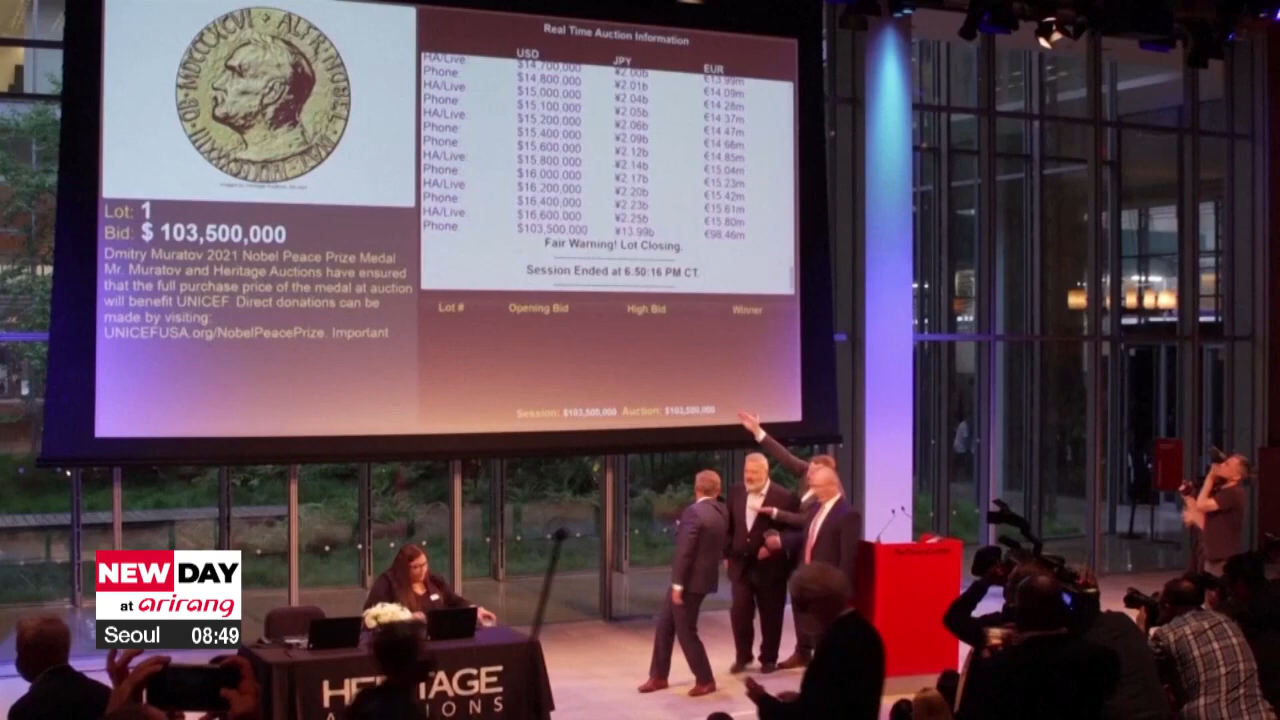 Real Time Auction Information
USD JPY EUR
HA/Live $14,700,000 ¥2.00b €13.99m
Phone $14,800,000 ¥2.01b €14.09m
HA/Live $15,000,000 ¥2.04b €14.28m
Phone $15,100,000 ¥2.05b €14.37m
HA/Live $15,200,000 ¥2.06b €14.47m
Phone $15,400,000 ¥2.09b €14.66m
HA/Live $15,600,000 ¥2.12b €14.85m
Phone $15,800,000 ¥2.14b €15.04m
HA/Live $16,000,000 ¥2.17b €15.23m
Phone $16,200,000 ¥2.20b €15.42m
HA/Live $16,400,000 ¥2.23b €15.61m
Phone $16,600,000 ¥2.25b €15.80m
$103,500,000 ¥13.99b €98.46m
Fair Warning! Lot Closing.
Session Ended at 6:50:16 PM CT.
Lot # Opening Bid High Bid Winner
Session: $103,500,000 Auction: $103,500,000
Lot: 1
Bid: $ 103,500,000
Dmitry Muratov 2021 Nobel Peace Prize Medal
Mr. Muratov and Heritage Auctions have ensured
that the full purchase price of the medal at auction
will benefit UNICEF. Direct donations can be
made by visiting:
UNICEFUSA.org/NobelPeacePrize. Important
NEW DAY
at arirang
Seoul 08:49
HERITAGE